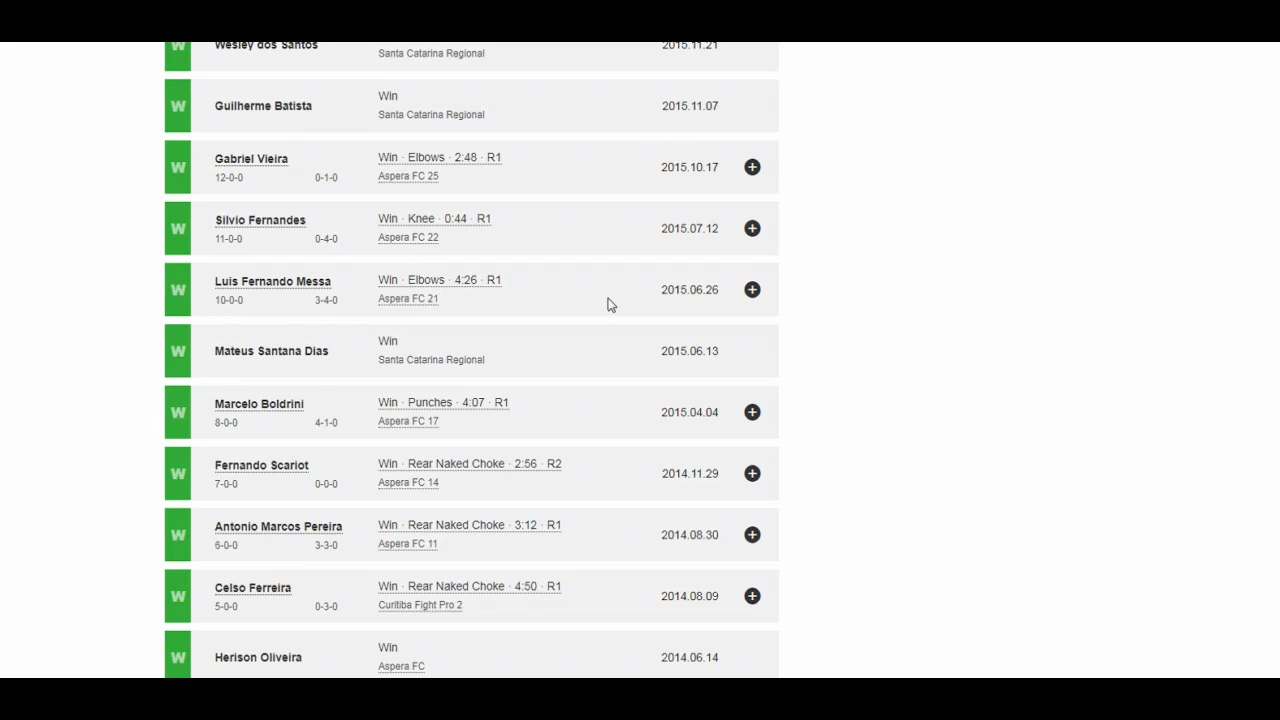 W Wesley dos Santos 2015.11.21
Santa Catarina Regional
Win
W Guilherme Batista 2015.11.07
Santa Catarina Regional
Gabriel Vieira Win · Elbows · 2:48 · R1
W 2015.10.17
12-0-0 0-1-0 Aspera FC 25
Silvio Fernandes Win · Knee · 0:44 · R1
W 2015.07.12
11-0-0 0-4-0 Aspera FC 22
Luis Fernando Messa Win · Elbows · 4:26 · R1
W 2015.06.26
10-0-0 3-4-0 Aspera FC 21
Win
W Mateus Santana Dias 2015.06.13
Santa Catarina Regional
Marcelo Boldrini Win · Punches · 4:07 · R1
W 2015.04.04
8-0-0 4-1-0 Aspera FC 17
Fernando Scariot Win · Rear Naked Choke · 2:56 · R2
W 2014.11.29
7-0-0 0-0-0 Aspera FC 14
Antonio Marcos Pereira Win · Rear Naked Choke · 3:12 · R1
W 2014.08.30
6-0-0 3-3-0 Aspera FC 11
Celso Ferreira Win · Rear Naked Choke · 4:50 · R1
W 2014.08.09
5-0-0 0-3-0 Curitiba Fight Pro 2
Win
W Herison Oliveira 2014.06.14
Aspera FC